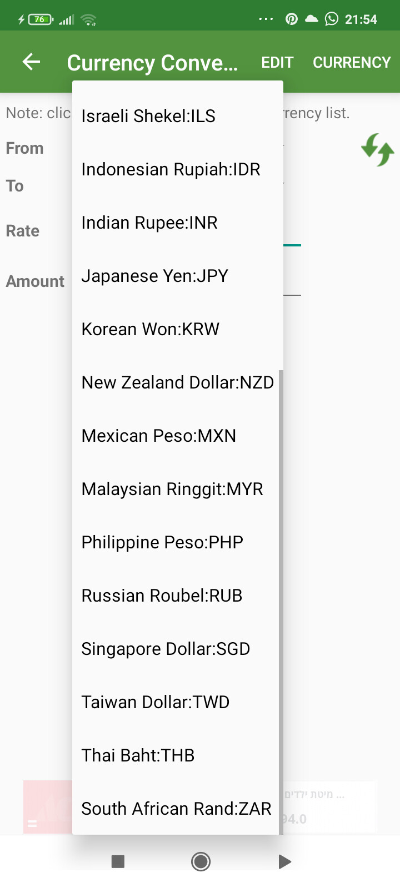 76
... 21:54
Currency Conve... EDIT CURRENCY
Note: clic rrency list.
From
To
Rate
Amount
Israeli Shekel:ILS
Indonesian Rupiah:IDR
Indian Rupee:INR
Japanese Yen:JPY
Korean Won:KRW
New Zealand Dollar:NZD
Mexican Peso:MXN
Malaysian Ringgit:MYR
Philippine Peso:PHP
Russian Roubel:RUB
Singapore Dollar:SGD
Taiwan Dollar:TWD
Thai Baht:THB
South African Rand:ZAR
מיטת ילדים ...
94.0